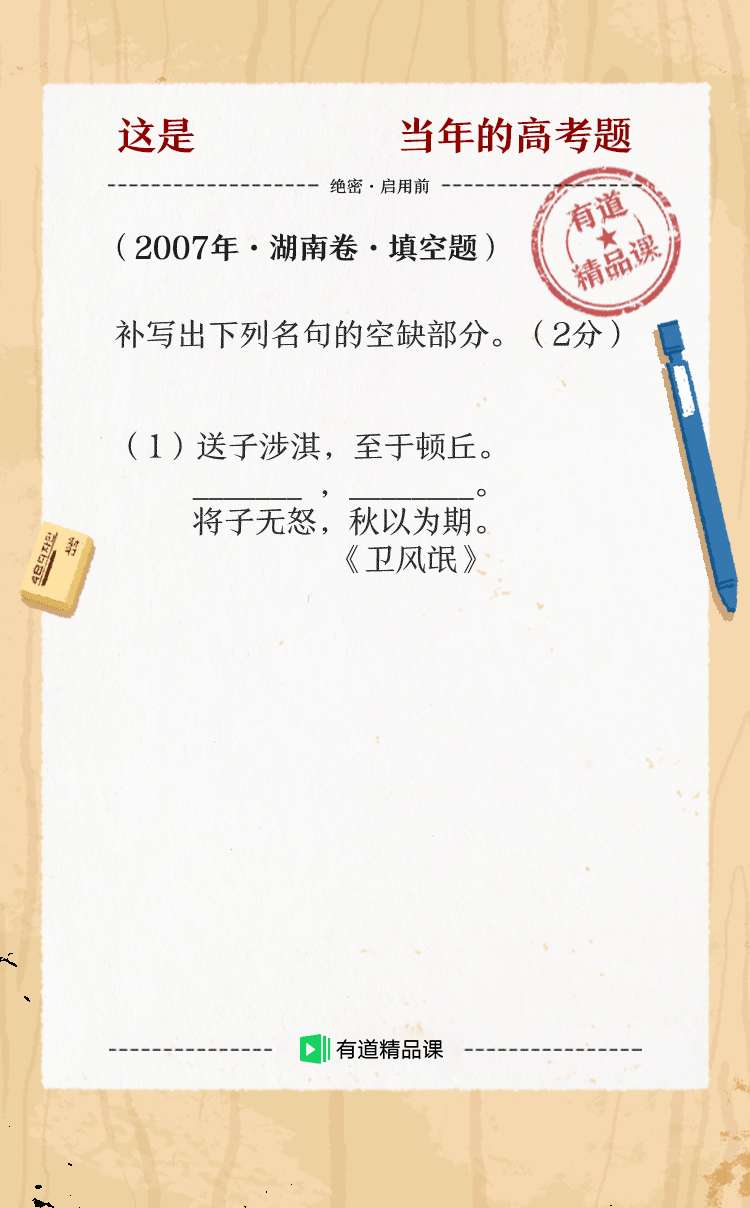 这是 当年的高考题
绝密·启用前
有道
精品课
（2007年·湖南卷·填空题）
补写出下列名句的空缺部分。（2分）
（1）送子涉淇，至于顿丘。
_______ ，________。
将子无怒，秋以为期。
《卫风氓》
有道精品课